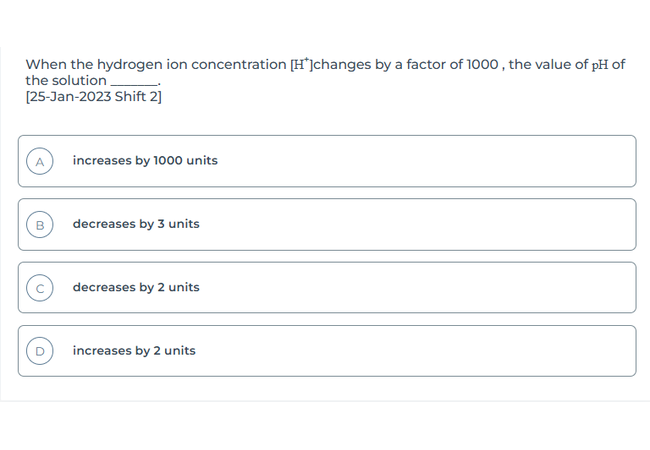 When the hydrogen ion concentration [H⁺]changes by a factor of 1000 , the value of pH of
the solution _______.
[25-Jan-2023 Shift 2]
A increases by 1000 units
B decreases by 3 units
C decreases by 2 units
D increases by 2 units